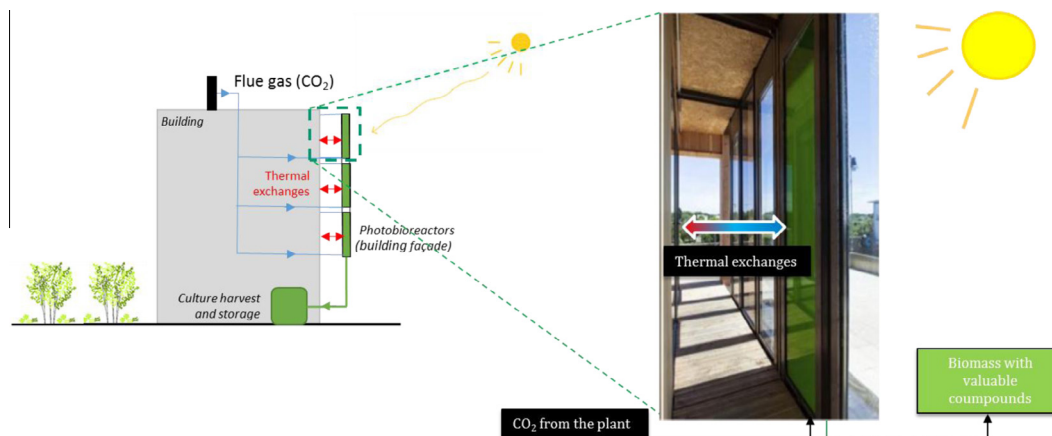 Flue gas (CO₂)
Building
Thermal
exchanges
Photobioreactors
(building façade)
Culture harvest
and storage
Thermal exchanges
CO₂ from the plant
Biomass with
valuable
coumpounds